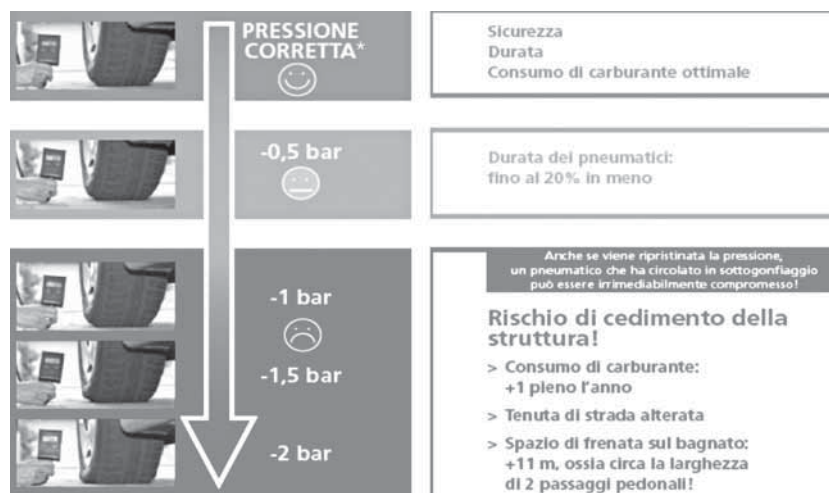 PRESSIONE
CORRETTA*
Sicurezza
Durata
Consumo di carburante ottimale
-0,5 bar
Durata dei pneumatici:
fino al 20% in meno
-1 bar
-1,5 bar
-2 bar
Anche se viene ripristinata la pressione,
un pneumatico che ha circolato in sottogonfiaggio
può essere irrimediabilmente compromesso!
Rischio di cedimento della
struttura!
> Consumo di carburante:
+1 pieno l'anno
> Tenuta di strada alterata
> Spazio di frenata sul bagnato:
+11 m, ossia circa la larghezza
di 2 passaggi pedonali!